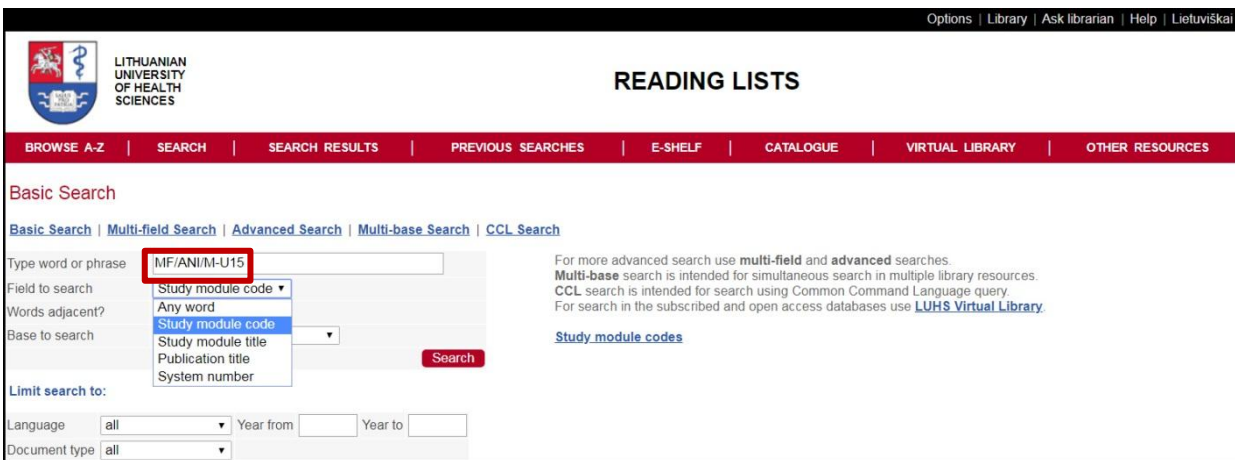 Options | Library | Ask librarian | Help | Lietuviškai
LITHUANIAN
UNIVERSITY
OF HEALTH
SCIENCES
READING LISTS
BROWSE A-Z | SEARCH | SEARCH RESULTS | PREVIOUS SEARCHES | E-SHELF | CATALOGUE | VIRTUAL LIBRARY | OTHER RESOURCES
Basic Search
Basic Search | Multi-field Search | Advanced Search | Multi-base Search | CCL Search
Type word or phrase MF/ANI/M-U15
Field to search Study module code
Any word
Study module code
Study module title
Publication title
System number
Words adjacent?
Base to search
Search
For more advanced search use multi-field and advanced searches.
Multi-base search is intended for simultaneous search in multiple library resources.
CCL search is intended for search using Common Command Language query.
For search in the subscribed and open access databases use LUHS Virtual Library.
Study module codes
Limit search to:
Language all Year from Year to
Document type all